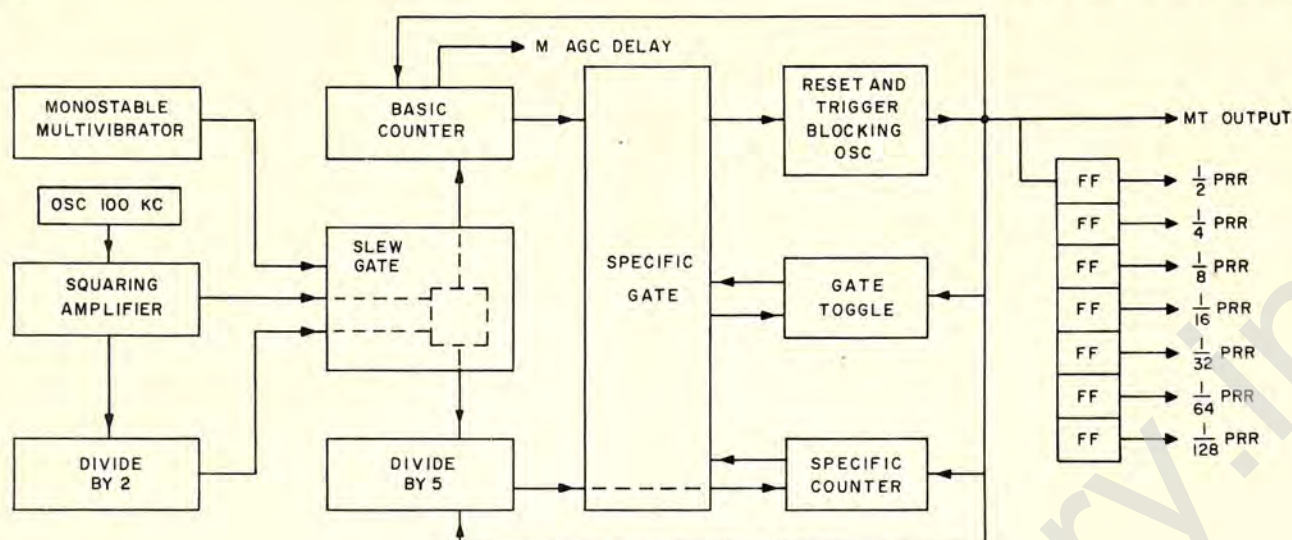 M AGC DELAY
MONOSTABLE
MULTIVIBRATOR
BASIC
COUNTER
RESET AND
TRIGGER
BLOCKING
OSC
MT OUTPUT
OSC 100 KC
SQUARING
AMPLIFIER
SLEW
GATE
SPECIFIC
GATE
GATE
TOGGLE
DIVIDE
BY 2
DIVIDE
BY 5
SPECIFIC
COUNTER
FF 1/2 PRR
FF 1/4 PRR
FF 1/8 PRR
FF 1/16 PRR
FF 1/32 PRR
FF 1/64 PRR
FF 1/128 PRR